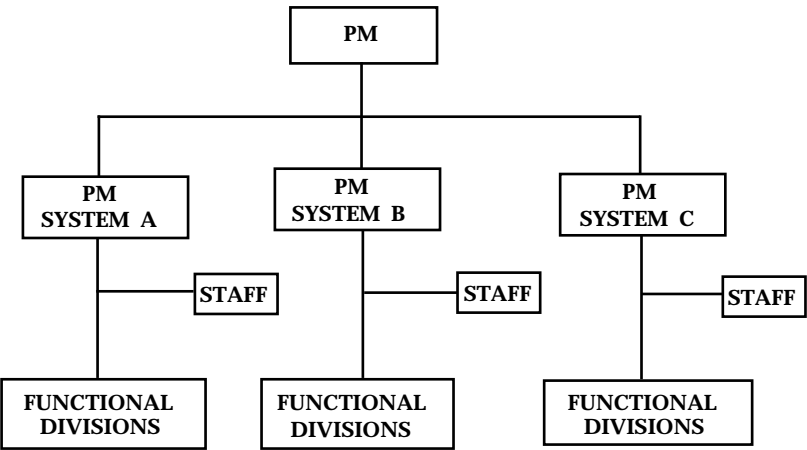 PM
PM
SYSTEM A
PM
SYSTEM B
PM
SYSTEM C
STAFF
STAFF
STAFF
FUNCTIONAL
DIVISIONS
FUNCTIONAL
DIVISIONS
FUNCTIONAL
DIVISIONS